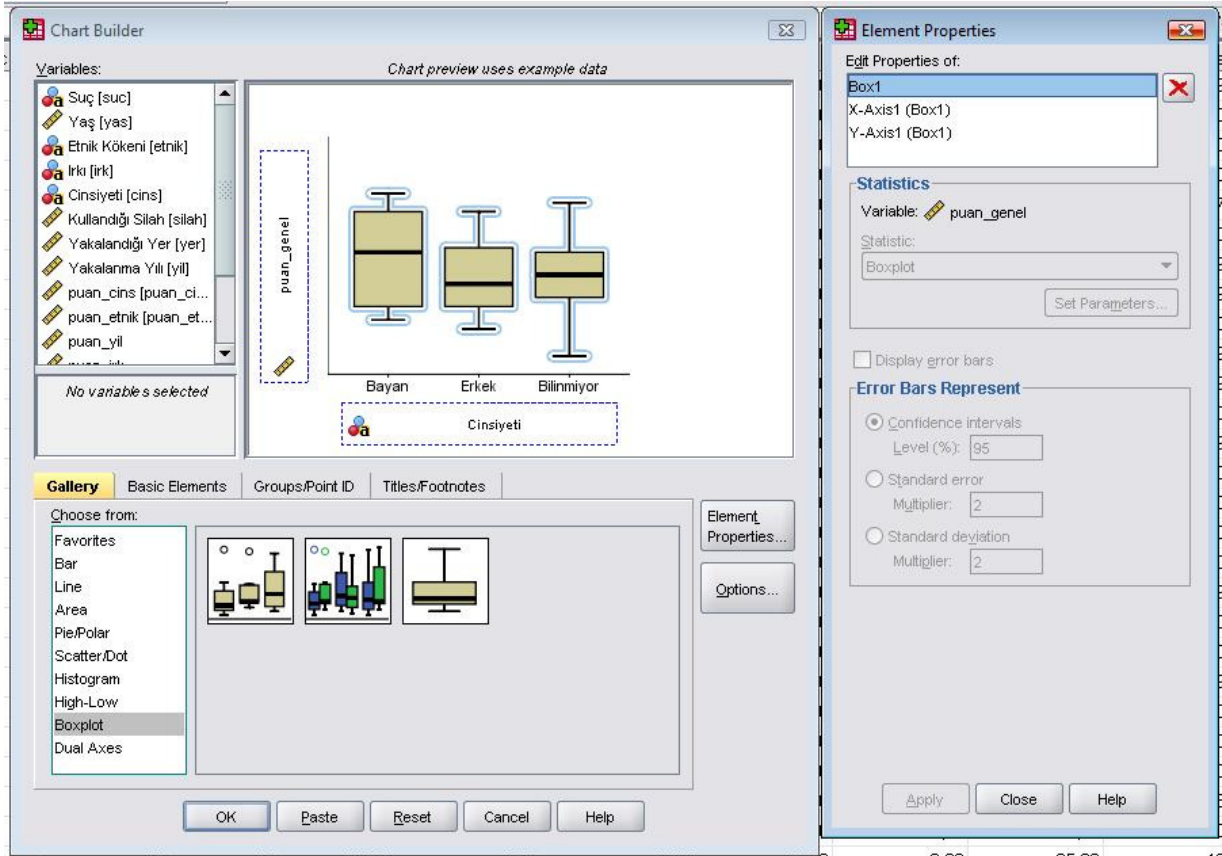 Chart Builder
Variables:
Chart preview uses example data
Suç [suc]
Yaş [yas]
Etnik Kökeni [etnik]
Irkı [irk]
Cinsiyeti [cins]
Kullandığı Silah [silah]
Yakalandığı Yer [yer]
Yakalanma Yılı [yil]
puan_cins [puan_ci...
puan_etnik [puan_et...
puan_yil
No variables selected
puan_genel
Bayan Erkek Bilinmiyor
Cinsiyeti
Gallery Basic Elements Groups/Point ID Titles/Footnotes
Choose from:
Favorites
Bar
Line
Area
Pie/Polar
Scatter/Dot
Histogram
High-Low
Boxplot
Dual Axes
Element Properties...
Options...
OK Paste Reset Cancel Help
Element Properties
Edit Properties of:
Box1
X-Axis1 (Box1)
Y-Axis1 (Box1)
Statistics
Variable: puan_genel
Statistic:
Boxplot
Set Parameters...
Display error bars
Error Bars Represent
Confidence intervals
Level (%): 95
Standard error
Multiplier: 2
Standard deviation
Multiplier: 2
Apply Close Help